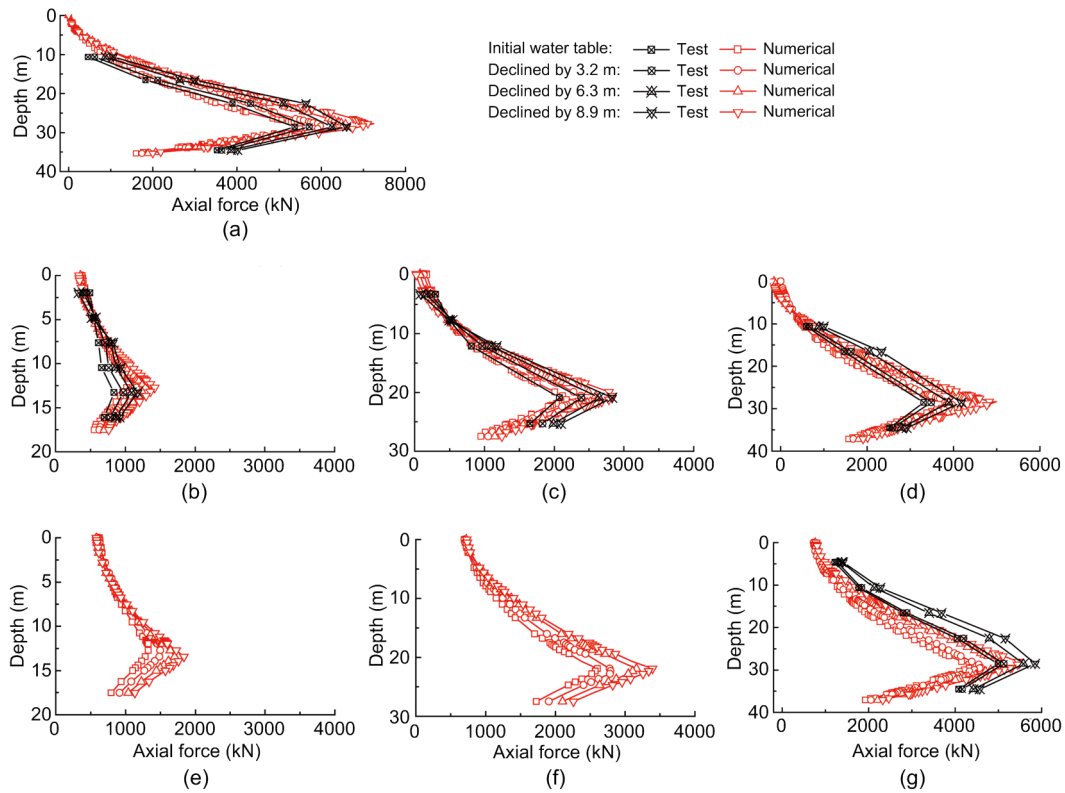 Initial water table: Test Numerical
Declined by 3.2 m: Test Numerical
Declined by 6.3 m: Test Numerical
Declined by 8.9 m: Test Numerical
Depth (m)
0
10
20
30
40
0 2000 4000 6000 8000
Axial force (kN)
(a)
Depth (m)
0
5
10
15
20
0 1000 2000 3000 4000
(b)
Depth (m)
0
10
20
30
0 1000 2000 3000 4000
(c)
Depth (m)
0
10
20
30
40
0 2000 4000 6000
(d)
Depth (m)
0
5
10
15
20
0 1000 2000 3000 4000
Axial force (kN)
(e)
Depth (m)
0
10
20
30
0 1000 2000 3000 4000
Axial force (kN)
(f)
Depth (m)
0
10
20
30
40
0 2000 4000 6000
Axial force (kN)
(g)